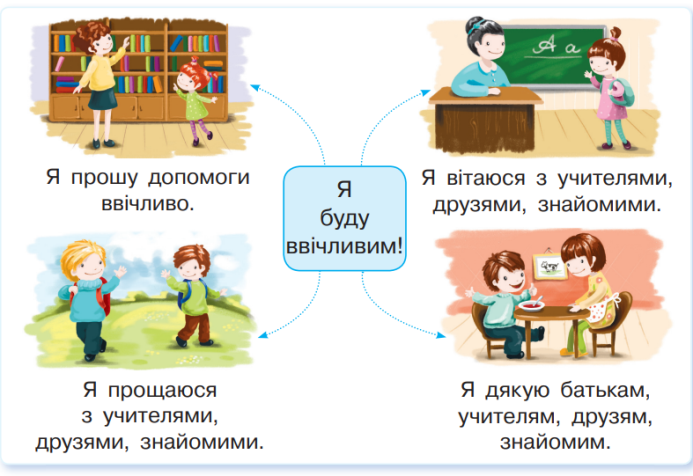 А а
Я прошу допомоги
ввічливо.
Я вітаюся з учителями,
друзями, знайомими.
Я
буду
ввічливим!
Я прощаюся
з учителями,
друзями, знайомими.
Я дякую батькам,
учителям, друзям,
знайомим.